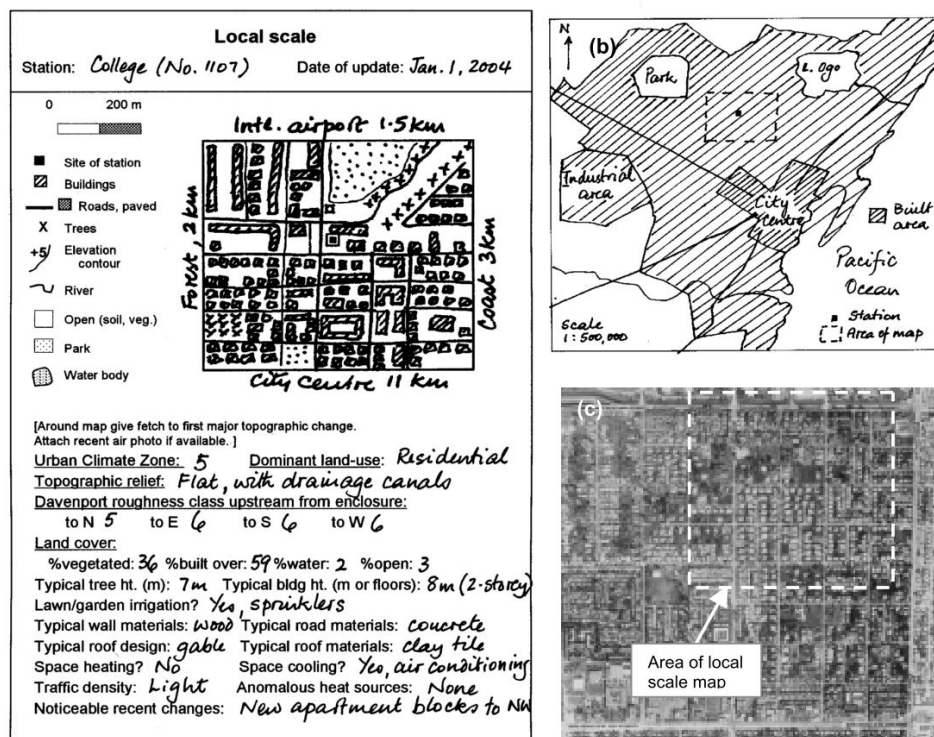 Local scale
Station: College (No. 1107) Date of update: Jan. 1, 2004
0 200 m
Site of station
Buildings
Roads, paved
X Trees
+5 Elevation
contour
River
Open (soil, veg.)
Park
Water body
Intl. airport 1.5 km
Forest, 2 km
Coast 3 km
City Centre 11 km
[Around map give fetch to first major topographic change.
Attach recent air photo if available. ]
Urban Climate Zone: 5 Dominant land-use: Residential
Topographic relief: Flat, with drainage canals
Davenport roughness class upstream from enclosure:
to N 5 to E 6 to S 6 to W 6
Land cover:
%vegetated: 36 %built over: 59 %water: 2 %open: 3
Typical tree ht. (m): 7m Typical bldg ht. (m or floors): 8m (2-storey)
Lawn/garden irrigation? Yes, sprinklers
Typical wall materials: wood Typical road materials: concrete
Typical roof design: gable Typical roof materials: clay tile
Space heating? No Space cooling? Yes, air conditioning
Traffic density: Light Anomalous heat sources: None
Noticeable recent changes: New apartment blocks to NW
(b)
N
Park
L. Ogo
Industrial
area
City
Centre
Built
area
Pacific
Ocean
Station
Area of map
Scale
1:500,000
(c)
Area of local
scale map